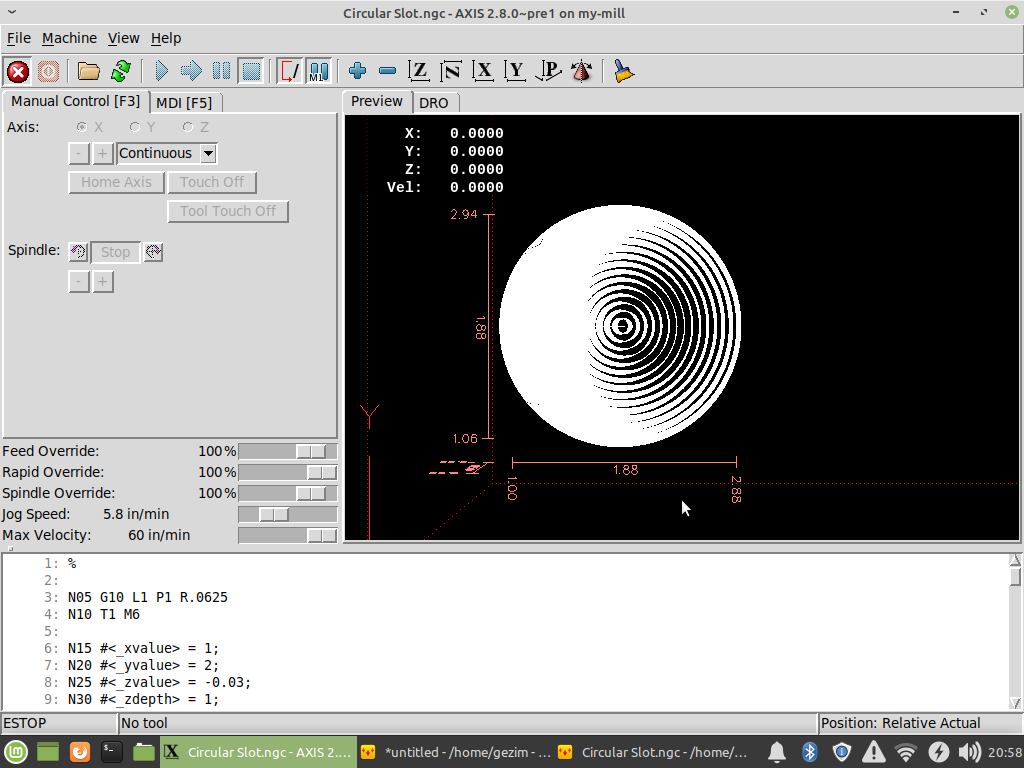 Circular Slot.ngc - AXIS 2.8.0~pre1 on my-mill
File Machine View Help
M1
Z N X Y P
Manual Control [F3] MDI [F5]
Preview DRO
Axis: X Y Z
- + Continuous
Home Axis Touch Off
Tool Touch Off
Spindle: Stop
- +
X: 0.0000
Y: 0.0000
Z: 0.0000
Vel: 0.0000
2.94
1.88
1.06
1.88
1.00
2.88
Y
Feed Override: 100%
Rapid Override: 100%
Spindle Override: 100%
Jog Speed: 5.8 in/min
Max Velocity: 60 in/min
1: %
2:
3: N05 G10 L1 P1 R.0625
4: N10 T1 M6
5:
6: N15 #<_xvalue> = 1;
7: N20 #<_yvalue> = 2;
8: N25 #<_zvalue> = -0.03;
9: N30 #<_zdepth> = 1;
ESTOP No tool Position: Relative Actual
Circular Slot.ngc - AXIS 2.... *untitled - /home/gezim - ... Circular Slot.ngc - /home/... 20:58